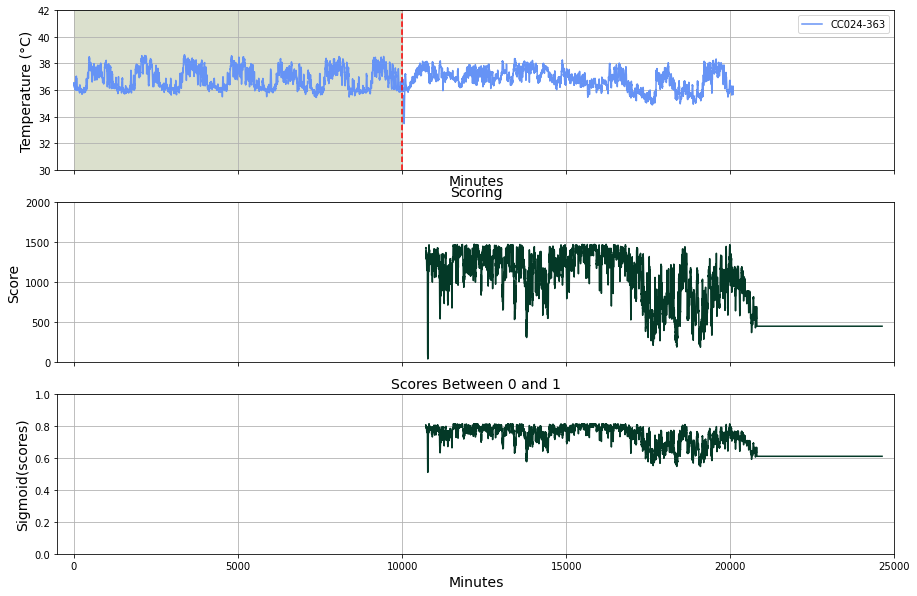 42
40
38
36
34
32
30
Temperature (°C)
CC024-363
Minutes
Scoring
2000
1500
1000
500
0
Score
Scores Between 0 and 1
1.0
0.8
0.6
0.4
0.2
0.0
Sigmoid(scores)
0 5000 10000 15000 20000 25000
Minutes